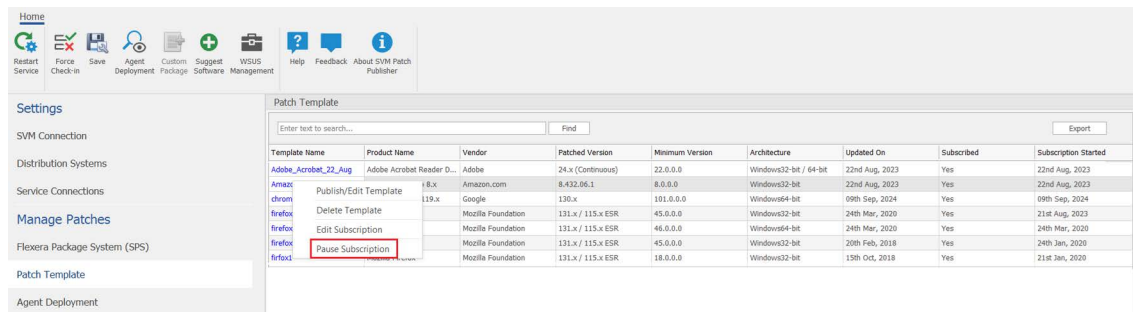 Home
Restart Service
Force Check-in
Save
Agent Deployment
Custom Package
Suggest Software
WSUS Management
Help
Feedback
About SVM Patch Publisher
Settings
SVM Connection
Distribution Systems
Service Connections
Manage Patches
Flexera Package System (SPS)
Patch Template
Agent Deployment
Patch Template
Enter text to search...
Find
Export
Template Name Product Name Vendor Patched Version Minimum Version Architecture Updated On Subscribed Subscription Started
Adobe_Acrobat_22_Aug Adobe Acrobat Reader D... Adobe 24.x (Continuous) 22.0.0.0 Windows32-bit / 64-bit 22nd Aug, 2023 Yes 22nd Aug, 2023
Amazo 8.x Amazon.com 8.432.06.1 8.0.0.0 Windows32-bit 22nd Aug, 2023 Yes 22nd Aug, 2023
chrom 119.x Google 130.x 101.0.0.0 Windows64-bit 09th Sep, 2024 Yes 09th Sep, 2024
firefox Mozilla Foundation 131.x / 115.x ESR 45.0.0.0 Windows32-bit 24th Mar, 2020 Yes 21st Aug, 2023
firefox Mozilla Foundation 131.x / 115.x ESR 46.0.0.0 Windows64-bit 24th Mar, 2020 Yes 24th Mar, 2020
firefox Mozilla Foundation 131.x / 115.x ESR 45.0.0.0 Windows32-bit 20th Feb, 2018 Yes 24th Jan, 2020
firfox1 Mozilla Foundation 131.x / 115.x ESR 18.0.0.0 Windows32-bit 15th Oct, 2018 Yes 21st Jan, 2020
Publish/Edit Template
Delete Template
Edit Subscription
Pause Subscription